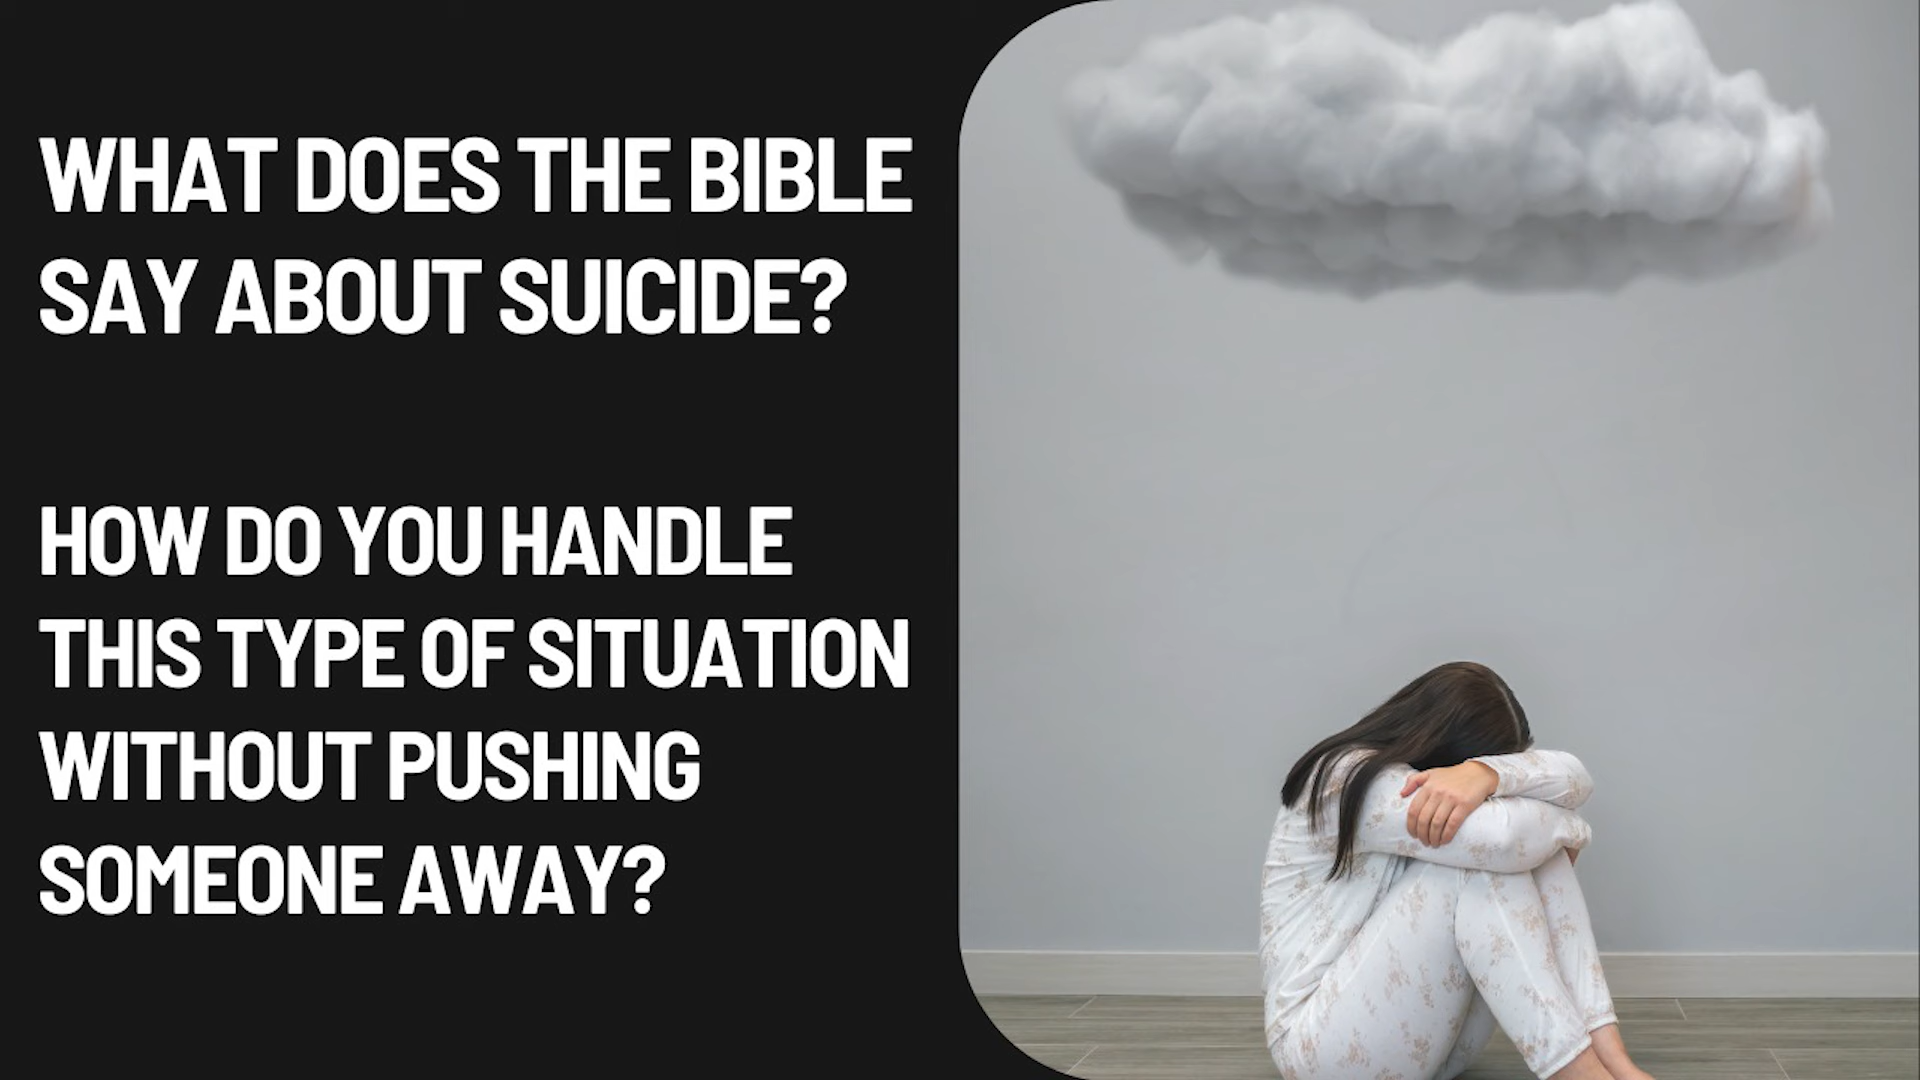 WHAT DOES THE BIBLE
SAY ABOUT SUICIDE?
HOW DO YOU HANDLE
THIS TYPE OF SITUATION
WITHOUT PUSHING
SOMEONE AWAY?